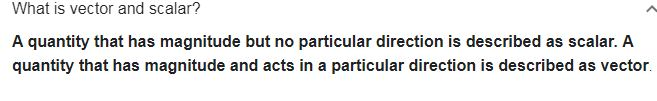 What is vector and scalar?
A quantity that has magnitude but no particular direction is described as scalar. A
quantity that has magnitude and acts in a particular direction is described as vector.